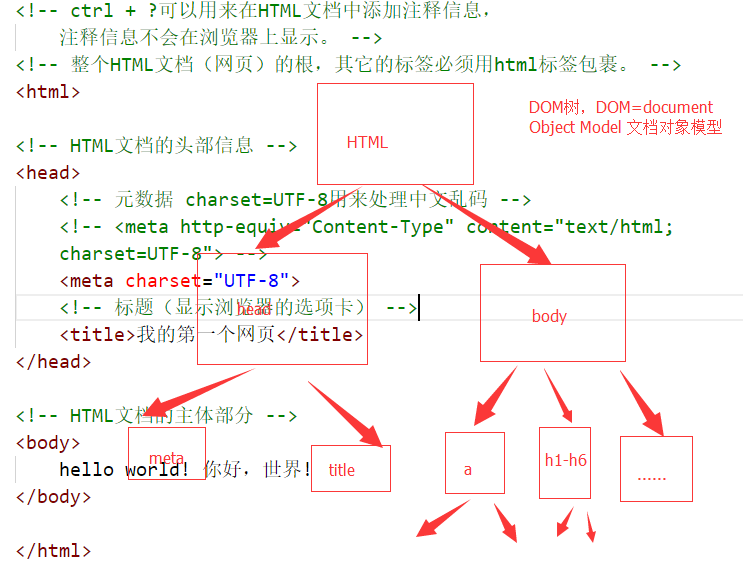 <!-- ctrl + ?可以用来在HTML文档中添加注释信息，
注释信息不会在浏览器上显示。 -->
<!-- 整个HTML文档（网页）的根，其它的标签必须用html标签包裹。 -->
<html>
DOM树，DOM=document
Object Model 文档对象模型
HTML
<!-- HTML文档的头部信息 -->
<head>
<!-- 元数据 charset=UTF-8用来处理中文乱码 -->
<!-- <meta http-equiv="Content-Type" content="text/html;
charset=UTF-8"> -->
<meta charset="UTF-8">
<!-- 标题（显示浏览器的选项卡） -->
head
body
<title>我的第一个网页</title>
</head>
<!-- HTML文档的主体部分 -->
<body>
meta
title
a
h1-h6
......
hello world! 你好，世界!
</body>
</html>